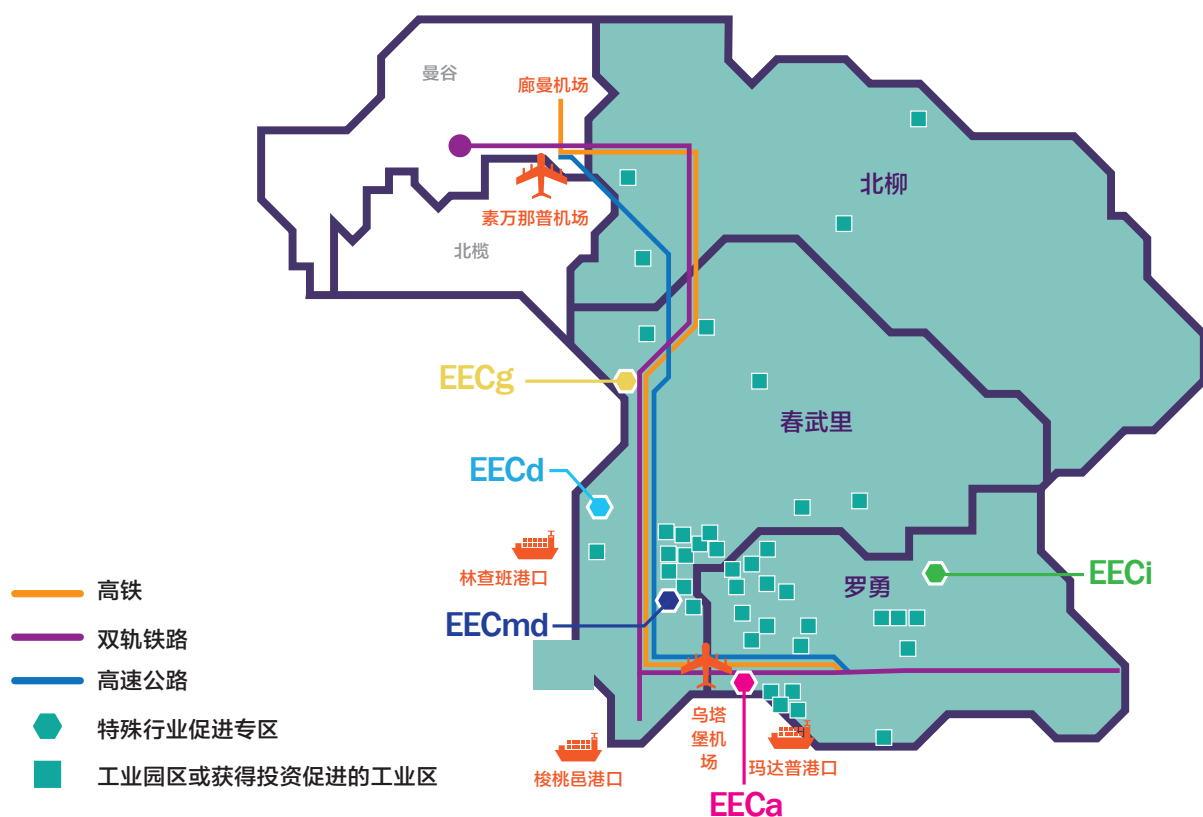 曼谷
廊曼机场
北柳
素万那普机场
北榄
EECg
春武里
EECd
林查班港口
EECi
罗勇
高铁
EECmd
双轨铁路
高速公路
特殊行业促进专区
乌塔
堡机
场
梭桃邑港口
玛达普港口
工业园区或获得投资促进的工业区
EECa